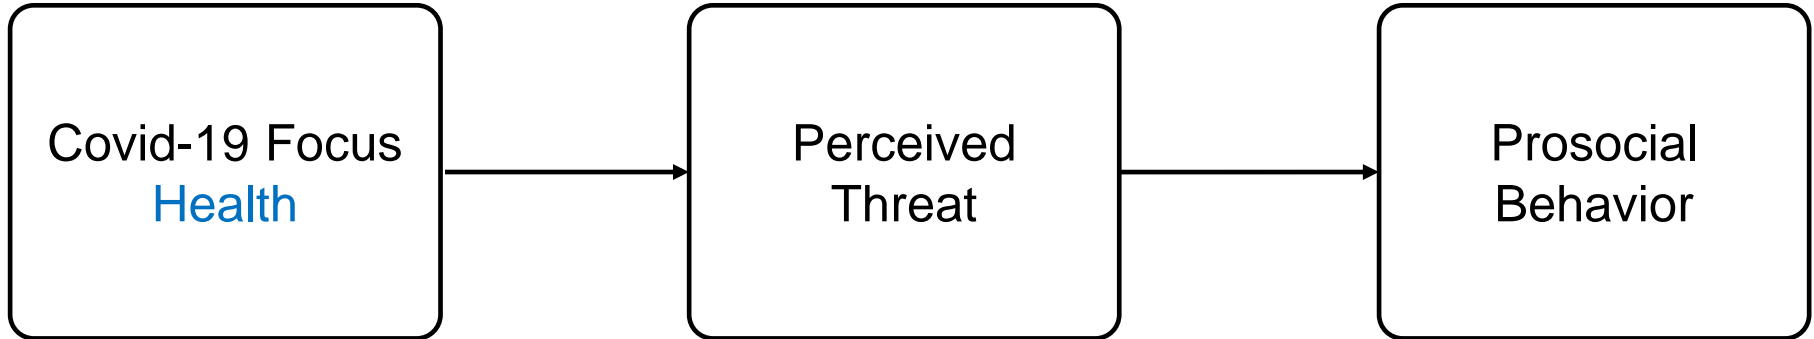 Covid-19 Focus
Health
Perceived
Threat
Prosocial
Behavior